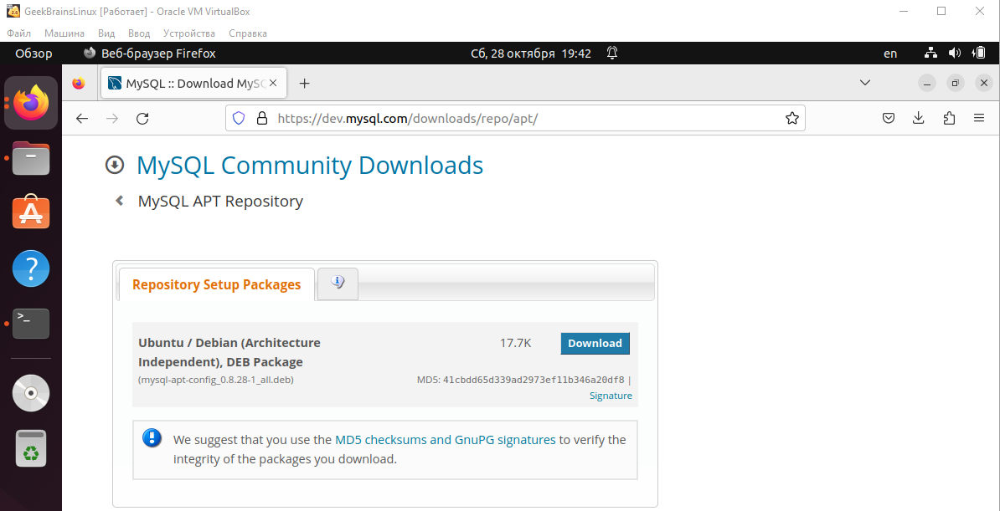 GeekBrainsLinux [Работает] - Oracle VM VirtualBox
Файл Машина Вид Ввод Устройства Справка
Обзор Веб-браузер Firefox Сб, 28 октября 19:42 en
MySQL :: Download MySC
https://dev.mysql.com/downloads/repo/apt/
MySQL Community Downloads
MySQL APT Repository
Repository Setup Packages
Ubuntu / Debian (Architecture 17.7K Download
Independent), DEB Package
(mysql-apt-config_0.8.28-1_all.deb) MD5: 41cbdd65d339ad2973ef11b346a20df8 |
Signature
We suggest that you use the MD5 checksums and GnuPG signatures to verify the
integrity of the packages you download.